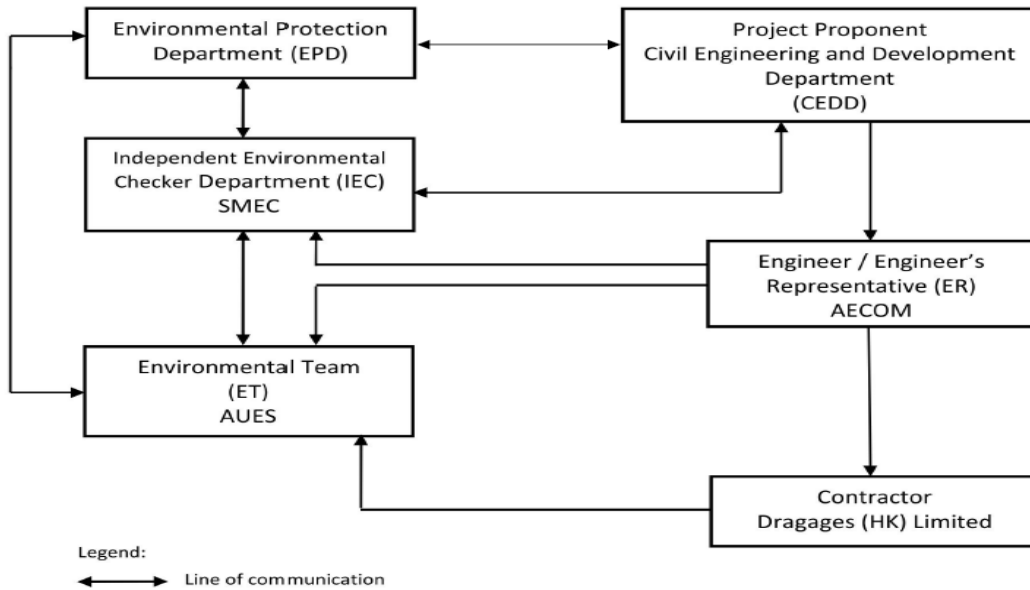 Environmental Protection
Department (EPD)
Project Proponent
Civil Engineering and Development
Department
(CEDD)
Independent Environmental
Checker Department (IEC)
SMEC
Engineer / Engineer's
Representative (ER)
AECOM
Environmental Team
(ET)
AUES
Contractor
Dragages (HK) Limited
Legend:
Line of communication